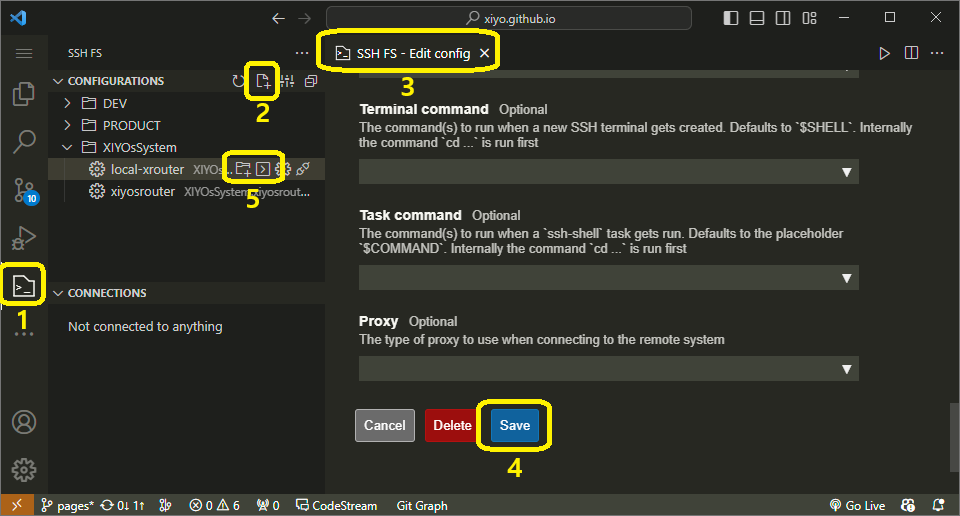 xiyo.github.io
SSH FS
SSH FS - Edit config
3
CONFIGURATIONS
2
DEV
PRODUCT
XIYOsSystem
local-xrouter XIYOs...
xiyosrouter XIYOsSystem xiyosrout...
5
10
CONNECTIONS
Not connected to anything
1
Terminal command Optional
The command(s) to run when a new SSH terminal gets created. Defaults to `$SHELL`. Internally
the command `cd ...` is run first
Task command Optional
The command(s) to run when a `ssh-shell` task gets run. Defaults to the placeholder
`$COMMAND`. Internally the command `cd ...` is run first
Proxy Optional
The type of proxy to use when connecting to the remote system
Cancel
Delete
Save
4
pages* 0↓ 1↑ 0 6 0 CodeStream Git Graph Go Live